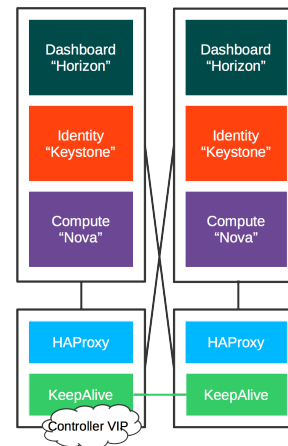 Dashboard
“Horizon”
Identity
“Keystone”
Compute
“Nova”
HAProxy
KeepAlive
Controller VIP
Dashboard
“Horizon”
Identity
“Keystone”
Compute
“Nova”
HAProxy
KeepAlive